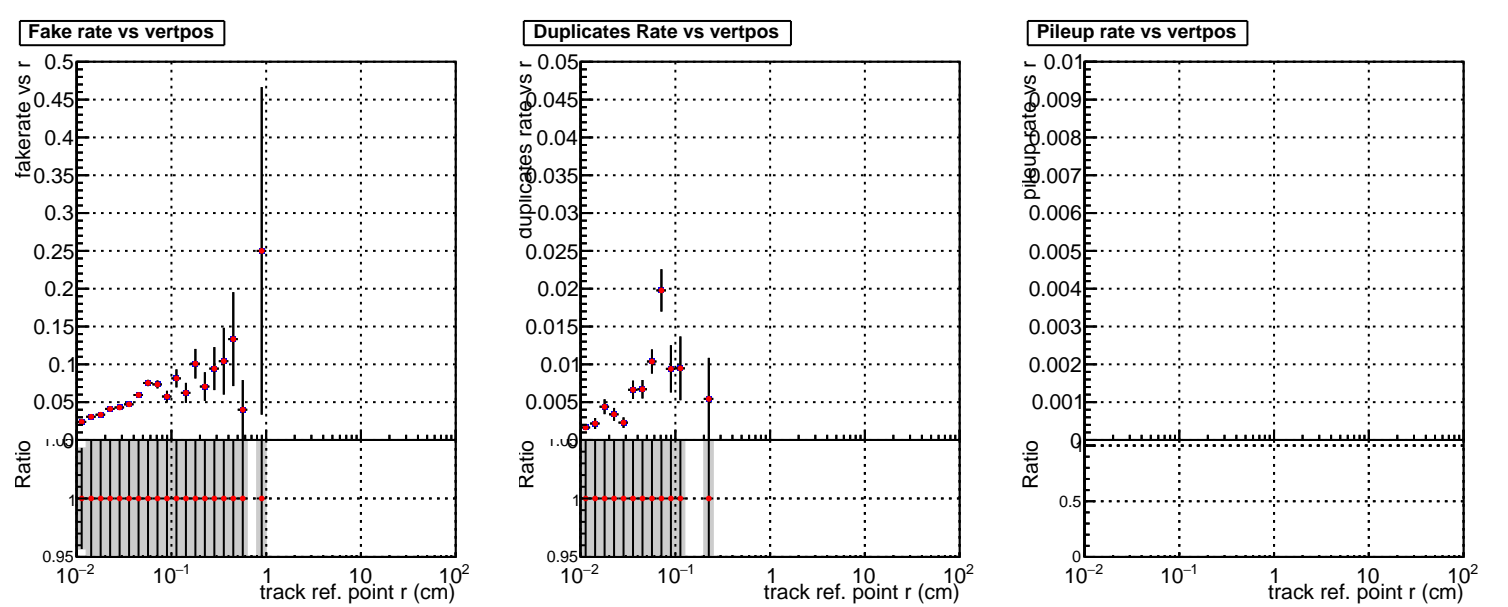 Fake rate vs vertpos
fakerate vs r
0.5
0.45
0.4
0.35
0.3
0.25
0.2
0.15
0.1
0.05
0
Ratio
1
0.95
10⁻² 10⁻¹ 1 10 10²
track ref. point r (cm)
Duplicates Rate vs vertpos
duplicates rate vs r
0.05
0.045
0.04
0.035
0.03
0.025
0.02
0.015
0.01
0.005
0
Ratio
1
0.95
10⁻² 10⁻¹ 1 10 10²
track ref. point r (cm)
Pileup rate vs vertpos
pileup rate vs r
0.01
0.009
0.008
0.007
0.006
0.005
0.004
0.003
0.002
0.001
0
Ratio
1
0.5
0
10⁻² 10⁻¹ 1 10 10²
track ref. point r (cm)